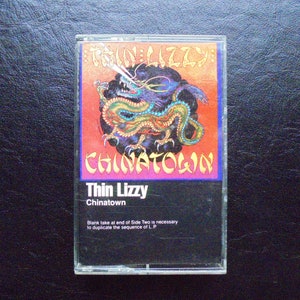 THIN LIZZY
CHINATOWN
Thin Lizzy
Chinatown
Blank take at end of Side Two is necessary
to duplicate the sequence of L.P.